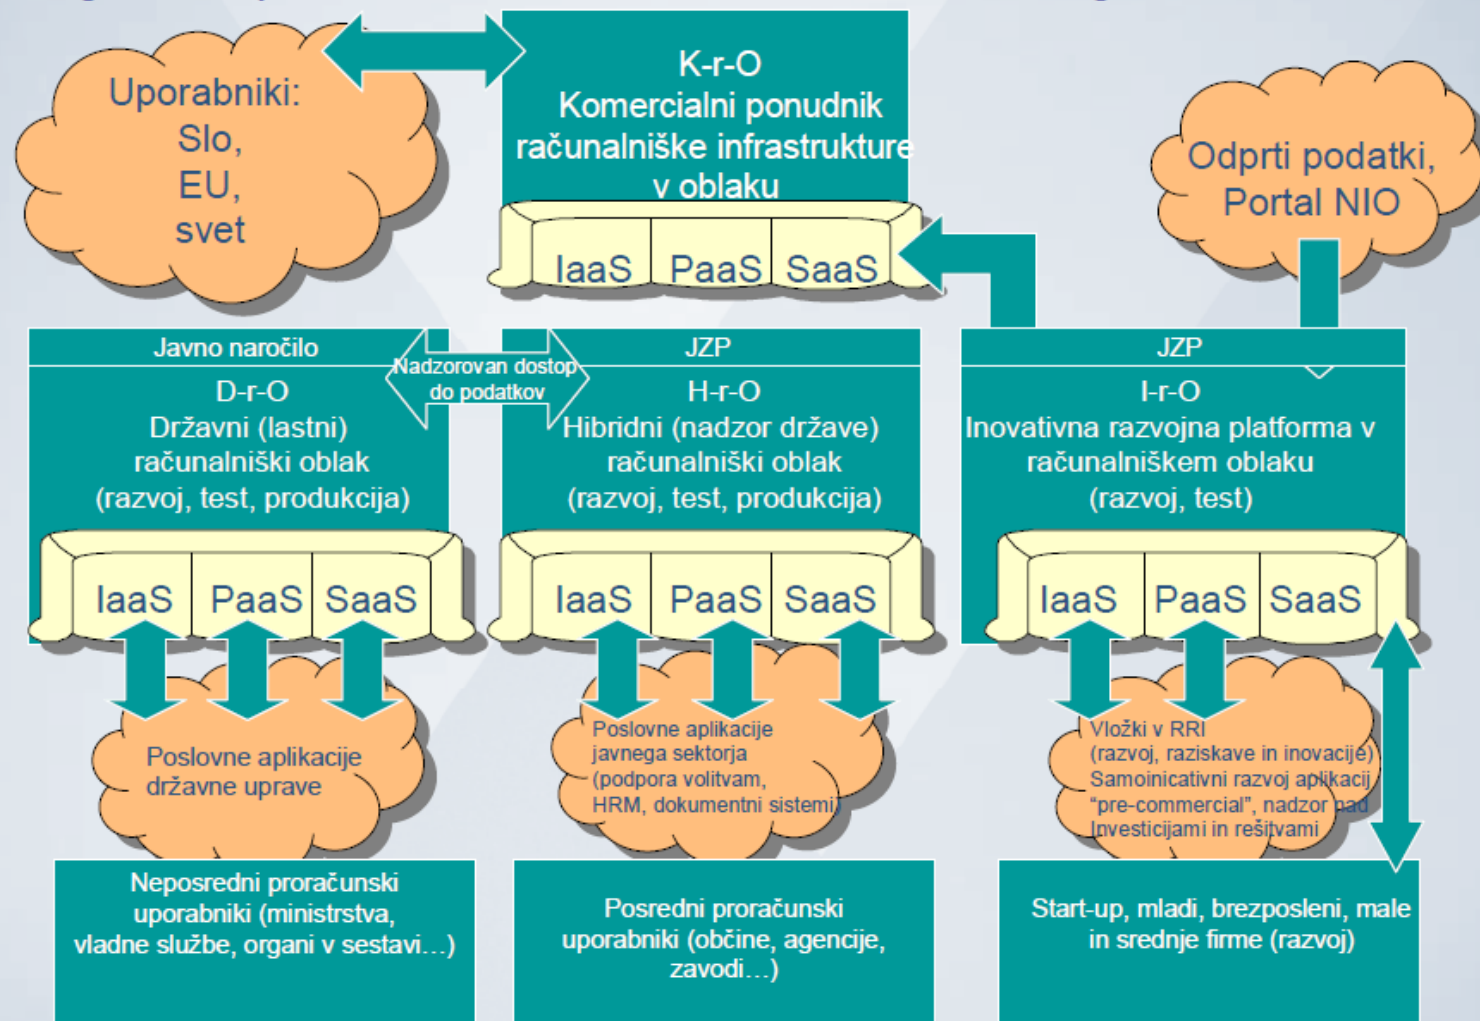 Uporabniki:
Slo,
EU,
svet
K-r-O
Komercialni ponudnik
računalniške infrastrukture
v oblaku
IaaS PaaS SaaS
Odprti podatki,
Portal NIO
Javno naročilo
D-r-O
Državni (lastni)
računalniški oblak
(razvoj, test, produkcija)
IaaS PaaS SaaS
Nadzorovan dostop
do podatkov
JZP
H-r-O
Hibridni (nadzor države)
računalniški oblak
(razvoj, test, produkcija)
IaaS PaaS SaaS
JZP
I-r-O
Inovativna razvojna platforma v
računalniškem oblaku
(razvoj, test)
IaaS PaaS SaaS
Poslovne aplikacije
državne uprave
Poslovne aplikacije
javnega sektorja
(podpora volitvam,
HRM, dokumentni sistemi)
Vložki v RRI
(razvoj, raziskave in inovacije)
Samoinicativni razvoj aplikacij
“pre-commercial”, nadzor nad
Investicijami in rešitvami
Neposredni proračunski
uporabniki (ministrstva,
vladne službe, organi v sestavi…)
Posredni proračunski
uporabniki (občine, agencije,
zavodi…)
Start-up, mladi, brezposleni, male
in srednje firme (razvoj)